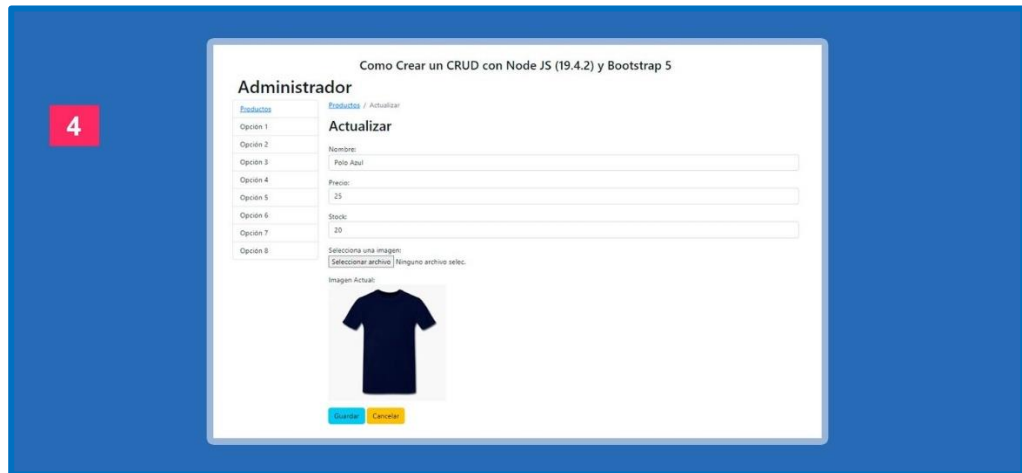 Como Crear un CRUD con Node JS (19.4.2) y Bootstrap 5
Administrador
4
Productos
Opción 1
Opción 2
Opción 3
Opción 4
Opción 5
Opción 6
Opción 7
Opción 8
Productos / Actualizar
Actualizar
Nombre:
Polo Azul
Precio:
25
Stock:
20
Selecciona una imagen:
Seleccionar archivo Ninguno archivo selec.
Imagen Actual:
Guardar Cancelar